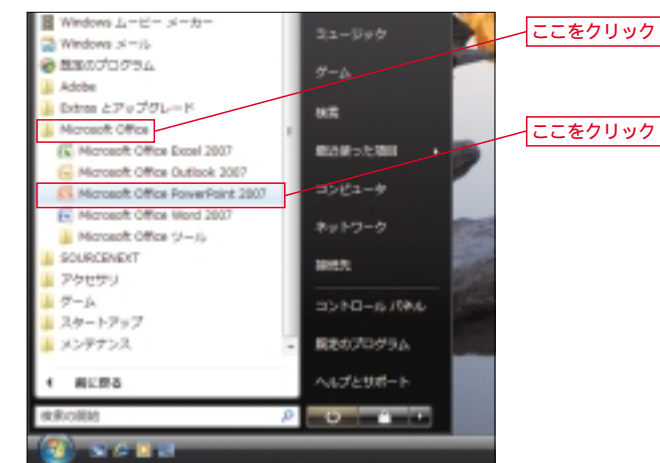 Windows ムービー メーカー
Windows メール
既定のプログラム
Adobe
Extras とアップグレード
Microsoft Office
Microsoft Office Excel 2007
Microsoft Office Outlook 2007
Microsoft Office PowerPoint 2007
Microsoft Office Word 2007
Microsoft Office ツール
SOURCENEXT
アクセサリ
ゲーム
スタートアップ
メンテナンス
前に戻る
検索の開始
ミュージック
ゲーム
検索
最近使った項目
コンピュータ
ネットワーク
接続先
コントロール パネル
既定のプログラム
ヘルプとサポート
ここをクリック
ここをクリック